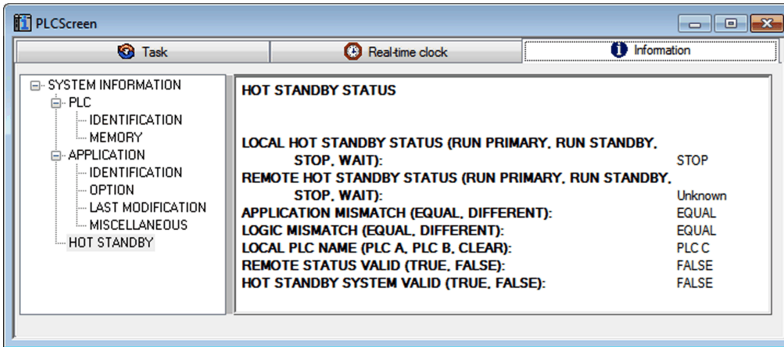 PLCScreen
Task
Real-time clock
Information
SYSTEM INFORMATION
PLC
IDENTIFICATION
MEMORY
APPLICATION
IDENTIFICATION
OPTION
LAST MODIFICATION
MISCELLANEOUS
HOT STANDBY
HOT STANDBY STATUS
LOCAL HOT STANDBY STATUS (RUN PRIMARY, RUN STANDBY,
STOP, WAIT): STOP
REMOTE HOT STANDBY STATUS (RUN PRIMARY, RUN STANDBY,
STOP, WAIT): Unknown
APPLICATION MISMATCH (EQUAL, DIFFERENT): EQUAL
LOGIC MISMATCH (EQUAL, DIFFERENT): EQUAL
LOCAL PLC NAME (PLC A, PLC B, CLEAR): PLC C
REMOTE STATUS VALID (TRUE, FALSE): FALSE
HOT STANDBY SYSTEM VALID (TRUE, FALSE): FALSE